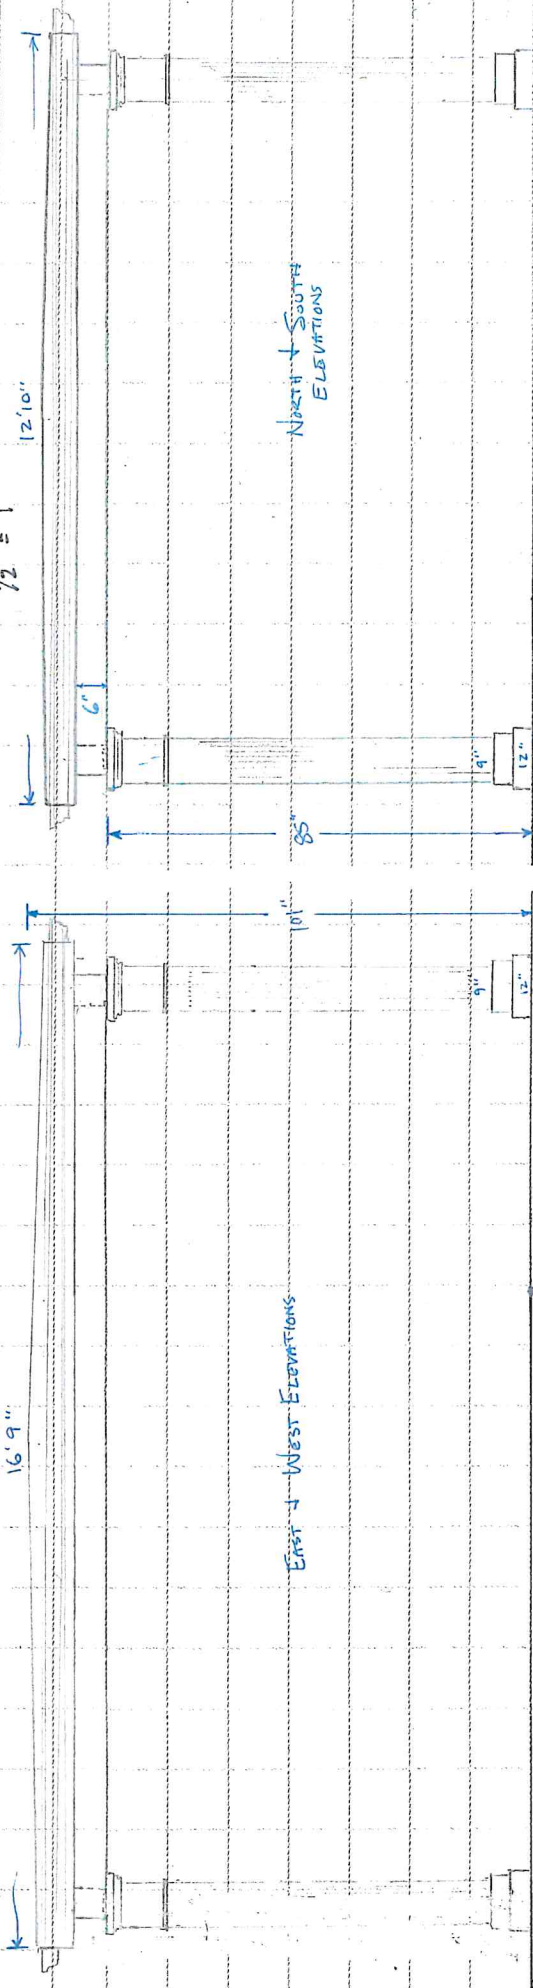 ½" = 1'
12'10"
6"
NORTH + SOUTH
ELEVATIONS
85"
9"
12"
16'9"
101"
EAST + WEST ELEVATIONS
9"
12"